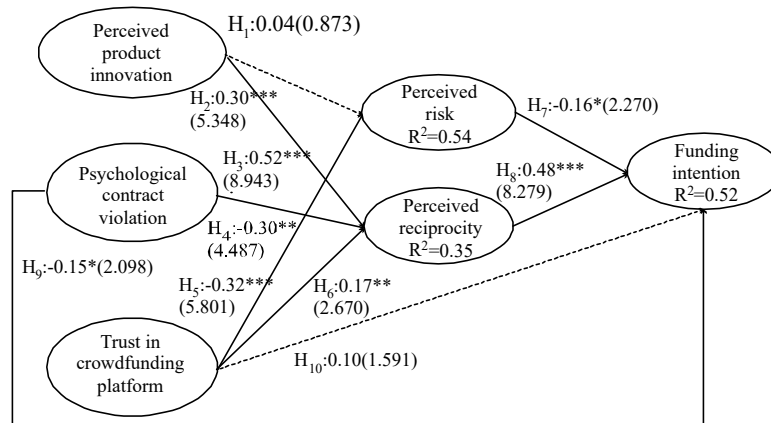 H₁:0.04(0.873)
Perceived
product
innovation
H₂:0.30***
(5.348)
Perceived
risk
R²=0.54
H₇:-0.16*(2.270)
Psychological
contract
violation
H₃:0.52***
(8.943)
H₄:-0.30**
(4.487)
Perceived
reciprocity
R²=0.35
H₈:0.48***
(8.279)
Funding
intention
R²=0.52
H₉:-0.15*(2.098)
H₅:-0.32***
(5.801)
H₆:0.17**
(2.670)
Trust in
crowdfunding
platform
H₁₀:0.10(1.591)